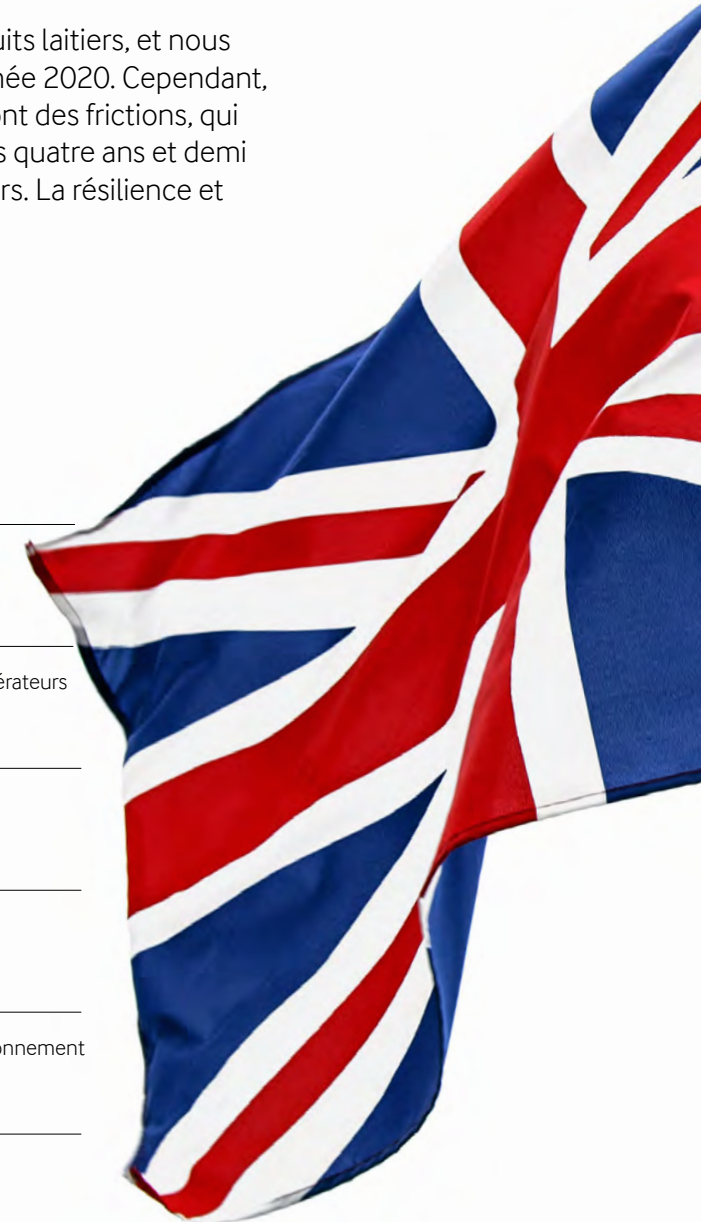 uits laitiers, et nous
née 2020. Cependant,
ont des frictions, qui
s quatre ans et demi
rs. La résilience et
érateurs
onnement